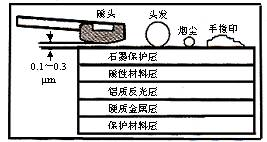 磁头
头发
烟尘
手指印
0.1~0.3
μm
石墨保护层
磁性材料层
铝质反光层
硬质金属层
保护材料层